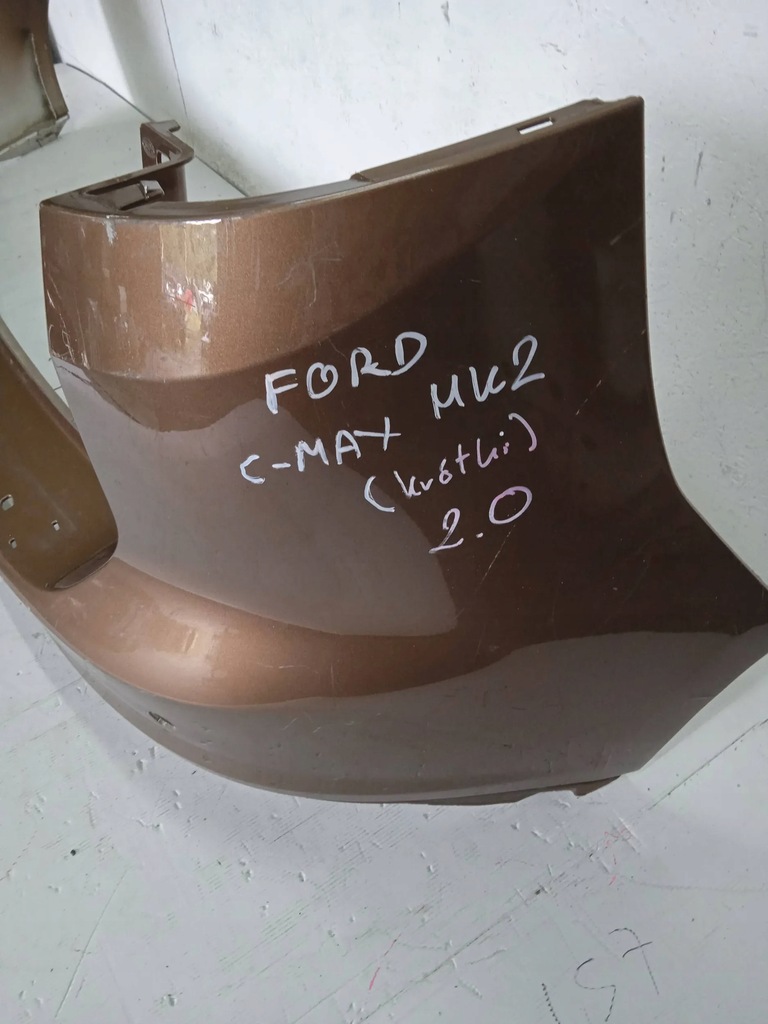 FORD
C-MAX MK2
(krótki)
2.0